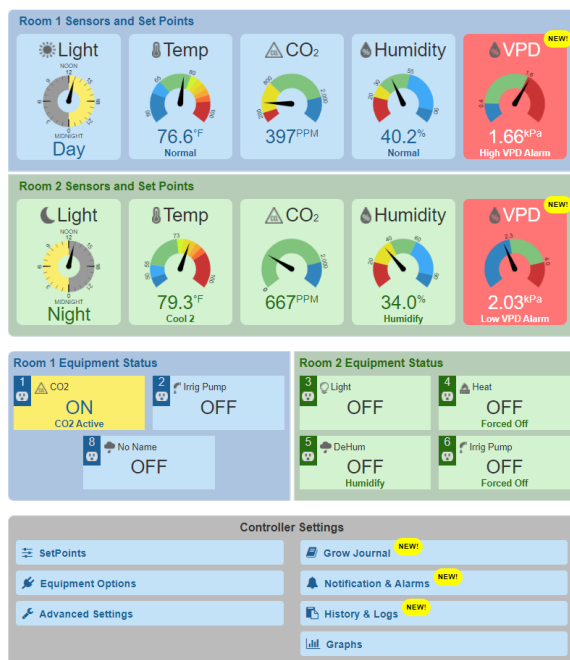 Room 1 Sensors and Set Points
Light
NOON
12
MIDNIGHT
Day
Temp
76.6°F
Normal
CO2
397PPM
Humidity
40.2%
Normal
NEW!
VPD
1.66kPa
High VPD Alarm
Room 2 Sensors and Set Points
Light
NOON
12
MIDNIGHT
Night
Temp
73
79.3°F
Cool 2
CO2
2,000
667PPM
Humidity
34.0%
Humidify
NEW!
VPD
2.03kPa
Low VPD Alarm
Room 1 Equipment Status
1 CO2
ON
CO2 Active
2 Irrig Pump
OFF
8 No Name
OFF
Room 2 Equipment Status
3 Light
OFF
4 Heat
OFF
Forced Off
5 DeHum
OFF
Humidify
6 Irrig Pump
OFF
Forced Off
Controller Settings
SetPoints
Equipment Options
Advanced Settings
Grow Journal NEW!
Notification & Alarms NEW!
History & Logs NEW!
Graphs